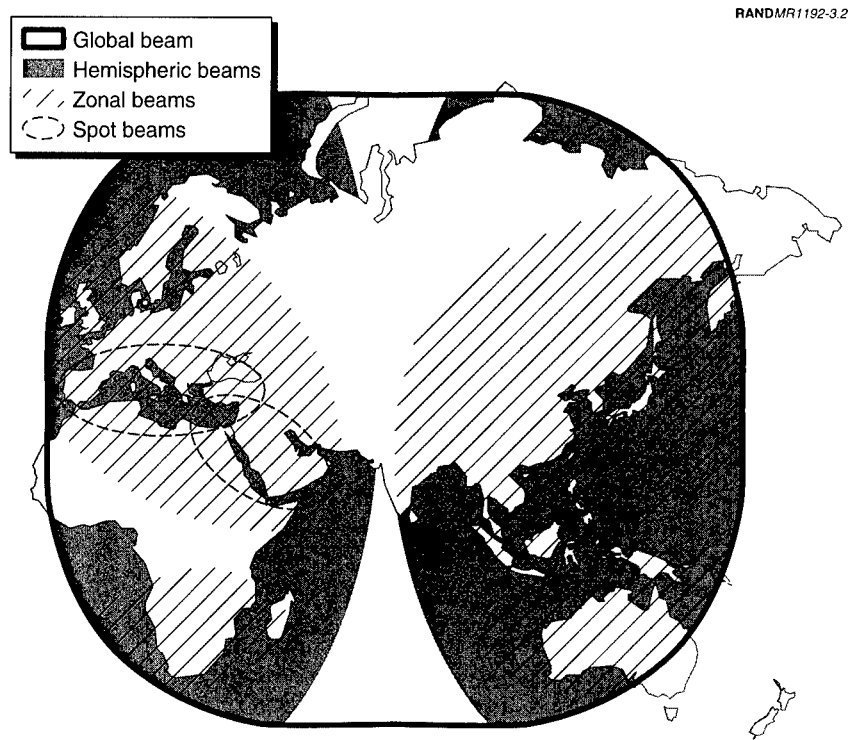 RANDMR1192-3.2
Global beam
Hemispheric beams
Zonal beams
Spot beams